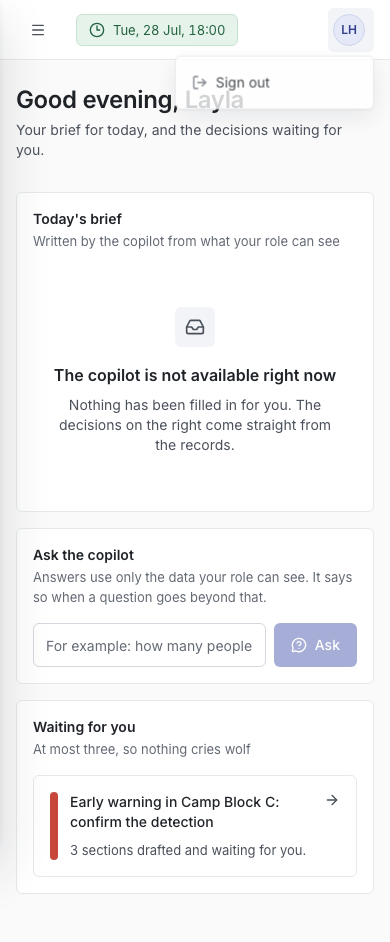 Tue, 28 Jul, 18:00
LH
Sign out
Good evening, Layla
Your brief for today, and the decisions waiting for
you.
Today's brief
Written by the copilot from what your role can see
The copilot is not available right now
Nothing has been filled in for you. The
decisions on the right come straight from
the records.
Ask the copilot
Answers use only the data your role can see. It says
so when a question goes beyond that.
For example: how many people
Ask
Waiting for you
At most three, so nothing cries wolf
Early warning in Camp Block C:
confirm the detection
3 sections drafted and waiting for you.